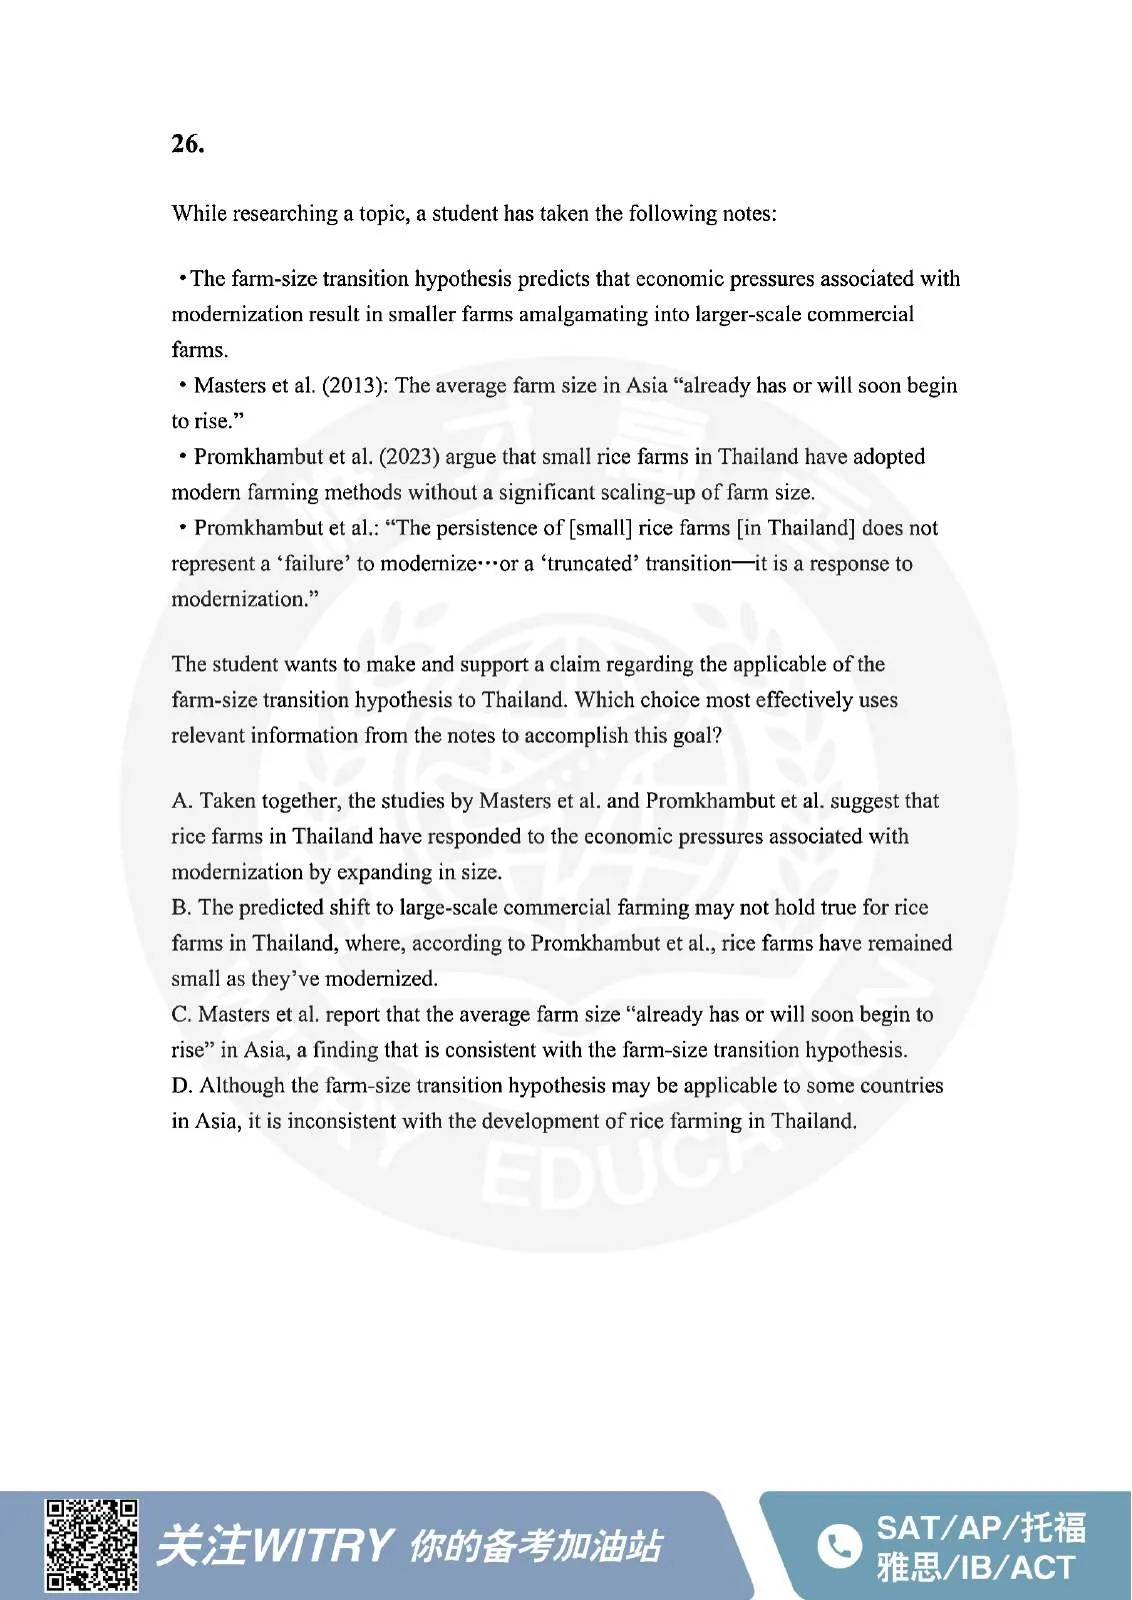 26.
While researching a topic, a student has taken the following notes:
•The farm-size transition hypothesis predicts that economic pressures associated with
modernization result in smaller farms amalgamating into larger-scale commercial
farms.
• Masters et al. (2013): The average farm size in Asia “already has or will soon begin
to rise.”
• Promkhambut et al. (2023) argue that small rice farms in Thailand have adopted
modern farming methods without a significant scaling-up of farm size.
• Promkhambut et al.: “The persistence of [small] rice farms [in Thailand] does not
represent a ‘failure’ to modernize⋯or a ‘truncated’ transition—it is a response to
modernization.”
The student wants to make and support a claim regarding the applicable of the
farm-size transition hypothesis to Thailand. Which choice most effectively uses
relevant information from the notes to accomplish this goal?
A. Taken together, the studies by Masters et al. and Promkhambut et al. suggest that
rice farms in Thailand have responded to the economic pressures associated with
modernization by expanding in size.
B. The predicted shift to large-scale commercial farming may not hold true for rice
farms in Thailand, where, according to Promkhambut et al., rice farms have remained
small as they’ve modernized.
C. Masters et al. report that the average farm size “already has or will soon begin to
rise” in Asia, a finding that is consistent with the farm-size transition hypothesis.
D. Although the farm-size transition hypothesis may be applicable to some countries
in Asia, it is inconsistent with the development of rice farming in Thailand.
EDUCATION
关注WITRY 你的备考加油站
SAT/AP/托福
雅思/IB/ACT